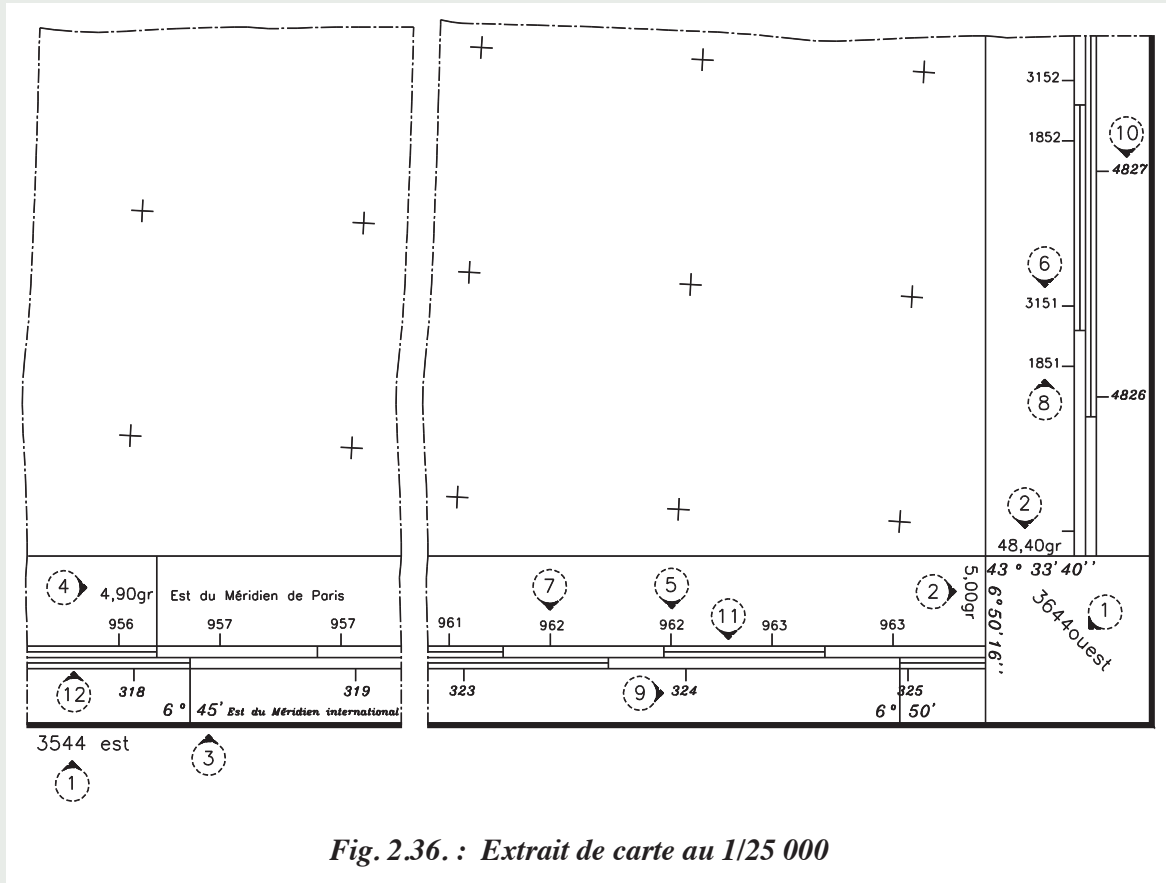 3152
10
1852
4827
6
3151
1851
4826
8
2
48,40gr
4 4,90gr Est du Méridien de Paris 7 5 2 5,00gr 43 ° 33'40''
6°50'16''
3644ouest
1
11
956 957 957 961 962 962 963 963
12 318 319 323 9 324 325
6 ° 45' Est du Méridien international 6 ° 50'
3544 est
3
1
Fig. 2.36. : Extrait de carte au 1/25 000